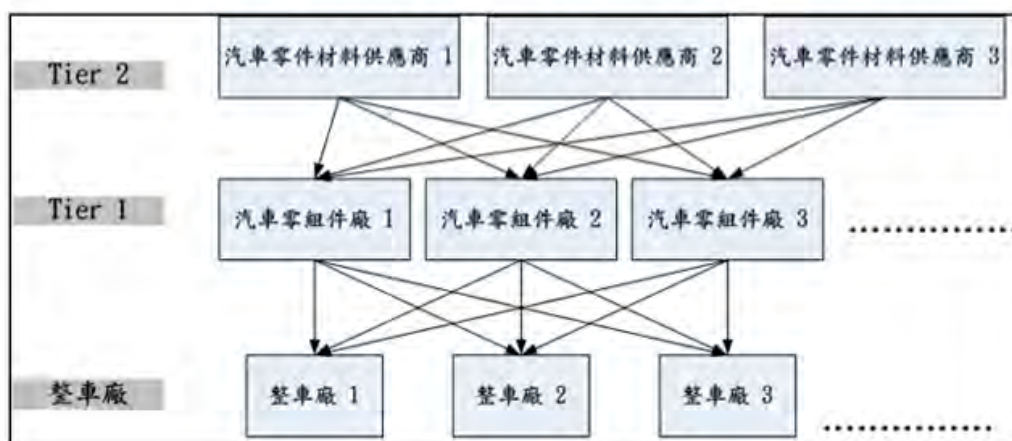 Tier 2
汽車零件材料供應商 1
汽車零件材料供應商 2
汽車零件材料供應商 3
Tier 1
汽車零組件廠 1
汽車零組件廠 2
汽車零組件廠 3
整車廠
整車廠 1
整車廠 2
整車廠 3